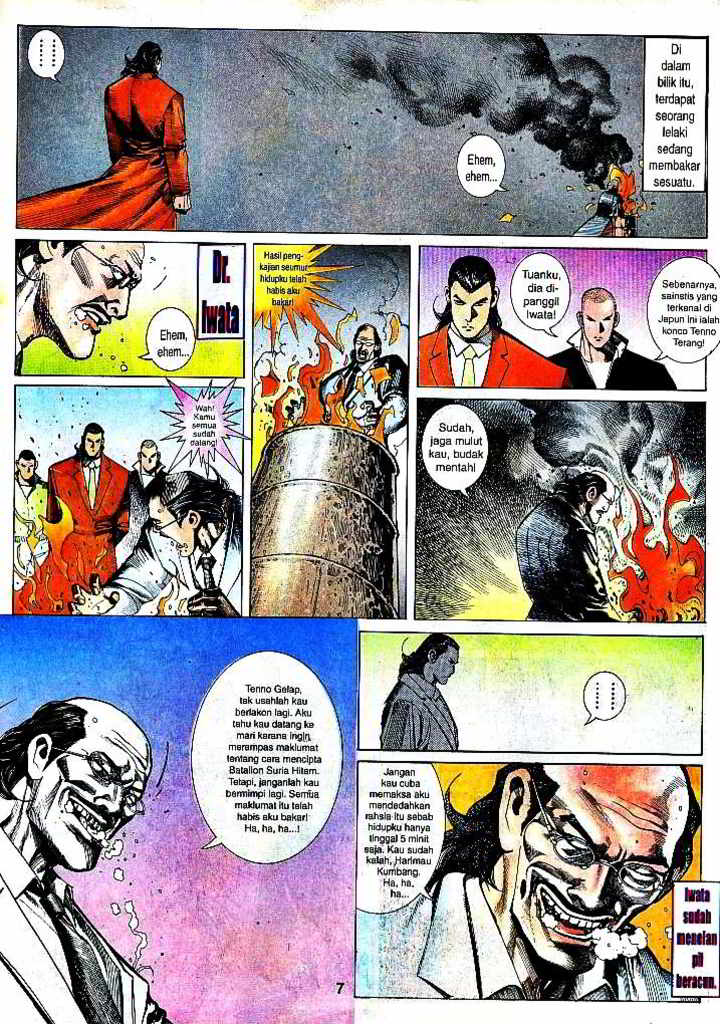 Di
dalam
bilik itu,
terdapat
seorang
lelaki
sedang
membakar
sesuatu.
Ehem,
ehem...
Dr.
Iwata
Ehem,
ehem...
Hasil peng-
kajian seumur
hidupku telah
habis aku
bakar!
Tuanku,
dia di-
panggil
Iwata!
Sebenarnya,
sainstis yang
terkenal di
Jepun ini ialah
konco Tenno
Terang!
Wah!
Kamu
semua
sudah
datang!
Sudah,
jaga mulut
kau, budak
mentah!
Tenno Gelap,
tak usahlah kau
berlakon lagi. Aku
tahu kau datang ke
mari kerana ingin
merampas maklumat
tentang cara mencipta
Batalion Suria Hitam.
Tetapi, janganlah kau
bermimpi lagi. Semua
maklumat itu telah
habis aku bakar!
Ha, ha, ha...!
Jangan
kau cuba
memaksa aku
mendedahkan
rahsia itu sebab
hidupku hanya
tinggal 5 minit
saja. Kau sudah
kalah, Harimau
Kumbang.
Ha, ha,
ha...
Iwata
sudah
menelan
pil
beracun.
7